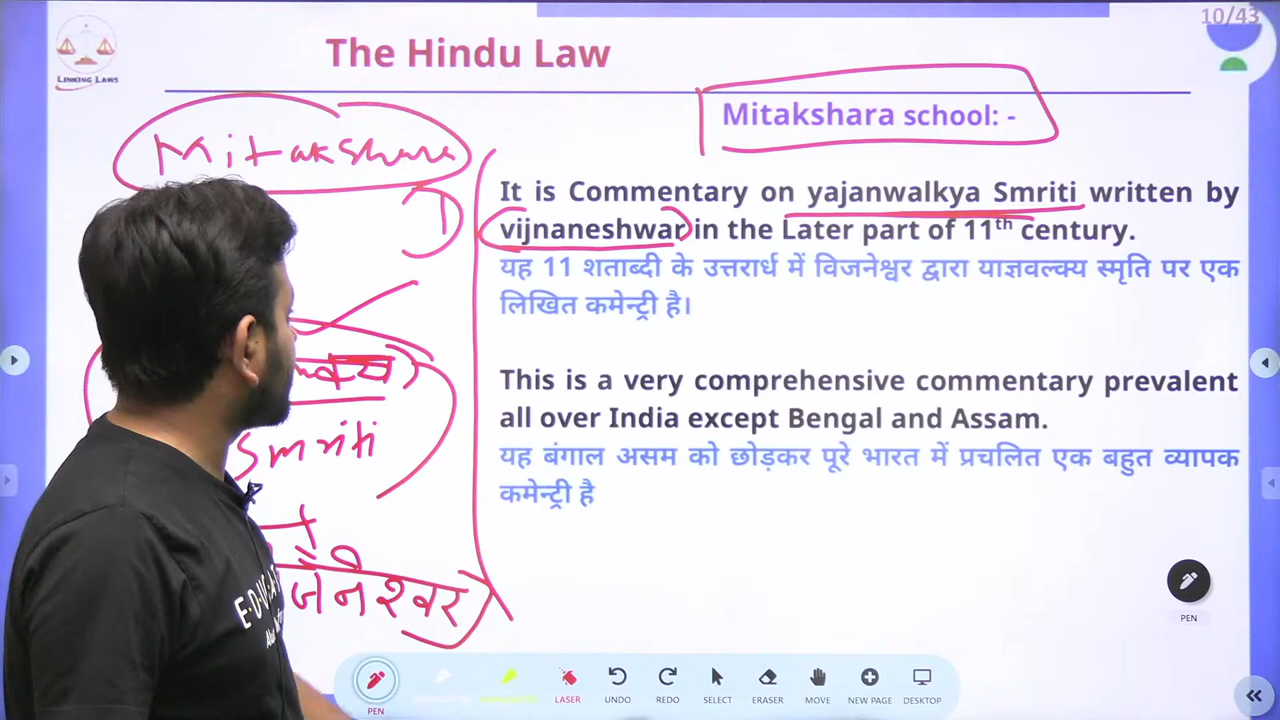 10/43
LINKING LAWS
The Hindu Law
Mitakshara school: -
Mitakshara
It is Commentary on yajanwalkya Smriti written by
vijnaneshwar in the Later part of 11th century.
यह 11 शताब्दी के उत्तरार्ध में विजनेश्वर द्वारा याज्ञवल्क्य स्मृति पर एक
लिखित कमेन्ट्री है।
This is a very comprehensive commentary prevalent
all over India except Bengal and Assam.
यह बंगाल असम को छोड़कर पूरे भारत में प्रचलित एक बहुत व्यापक
कमेन्ट्री है
Smriti
PEN
PEN
LASER
UNDO
REDO
SELECT
ERASER
MOVE
NEW PAGE
DESKTOP